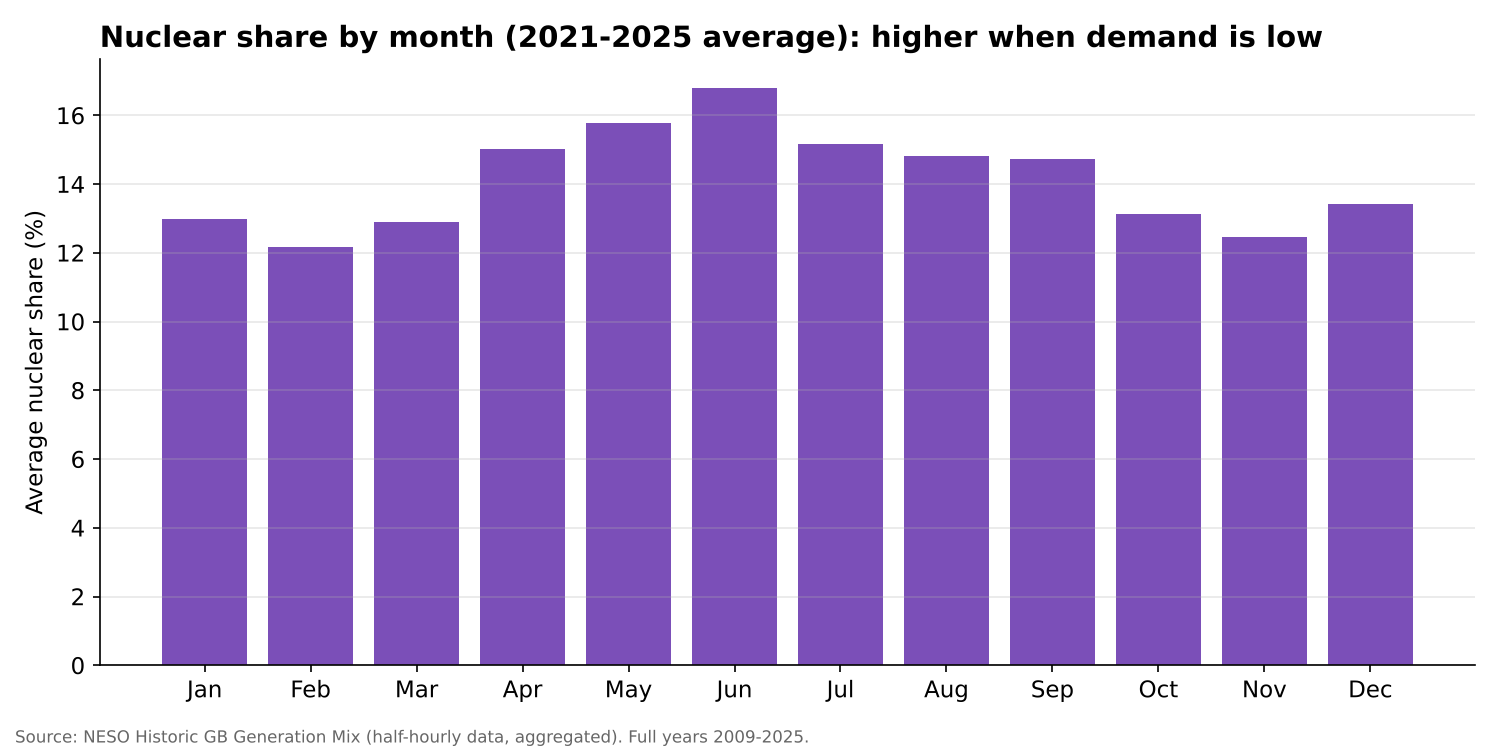 Nuclear share by month (2021-2025 average): higher when demand is low
Average nuclear share (%)
16
14
12
10
8
6
4
2
0
Jan Feb Mar Apr May Jun Jul Aug Sep Oct Nov Dec
Source: NESO Historic GB Generation Mix (half-hourly data, aggregated). Full years 2009-2025.